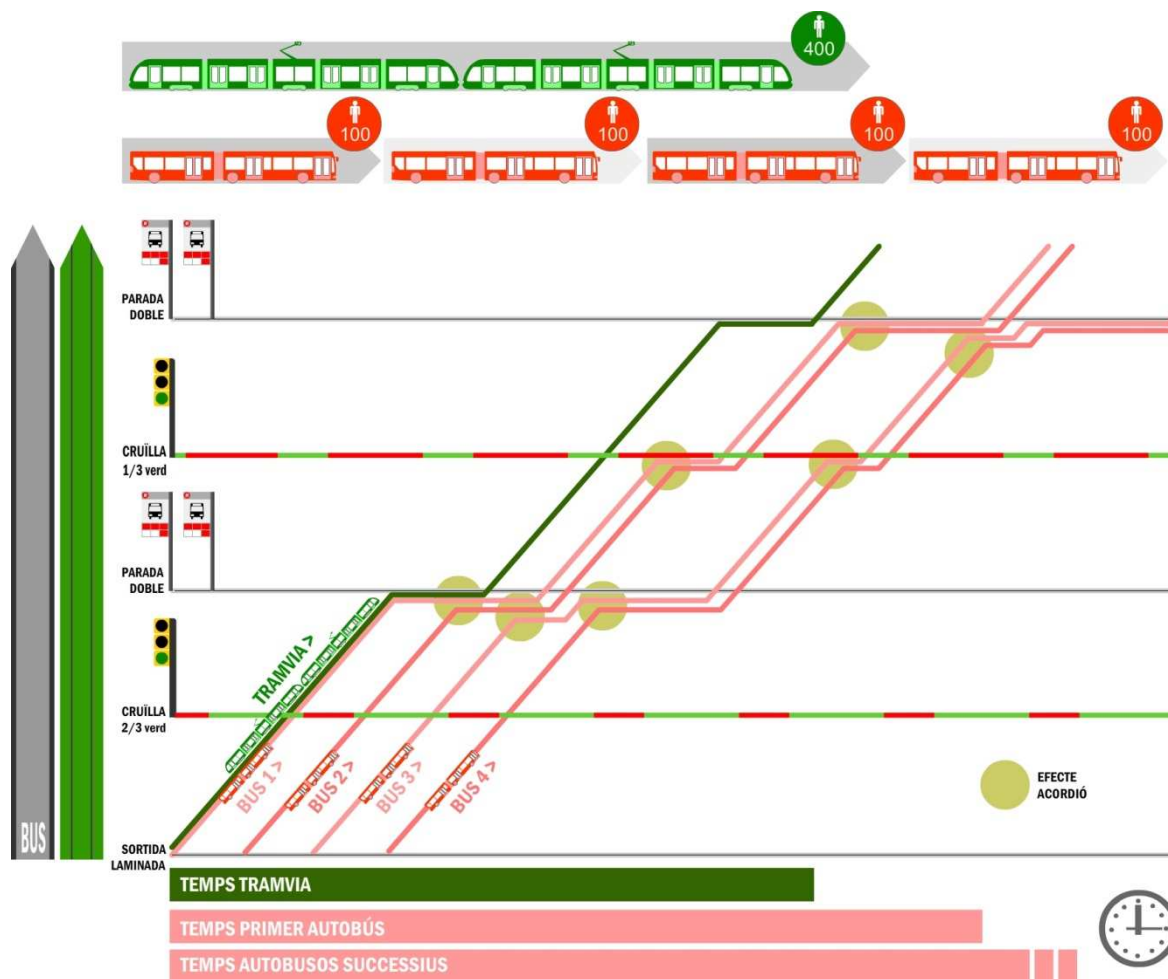 400
100
100
100
100
PARADA
DOBLE
CRUÏLLA
1/3 verd
PARADA
DOBLE
CRUÏLLA
2/3 verd
TRAMVIA >
BUS 1 >
BUS 2 >
BUS 3 >
BUS 4 >
EFECTE
ACORDIÓ
BUS
SORTIDA
LAMINADA
TEMPS TRAMVIA
TEMPS PRIMER AUTOBÚS
TEMPS AUTOBUSOS SUCCESSIUS